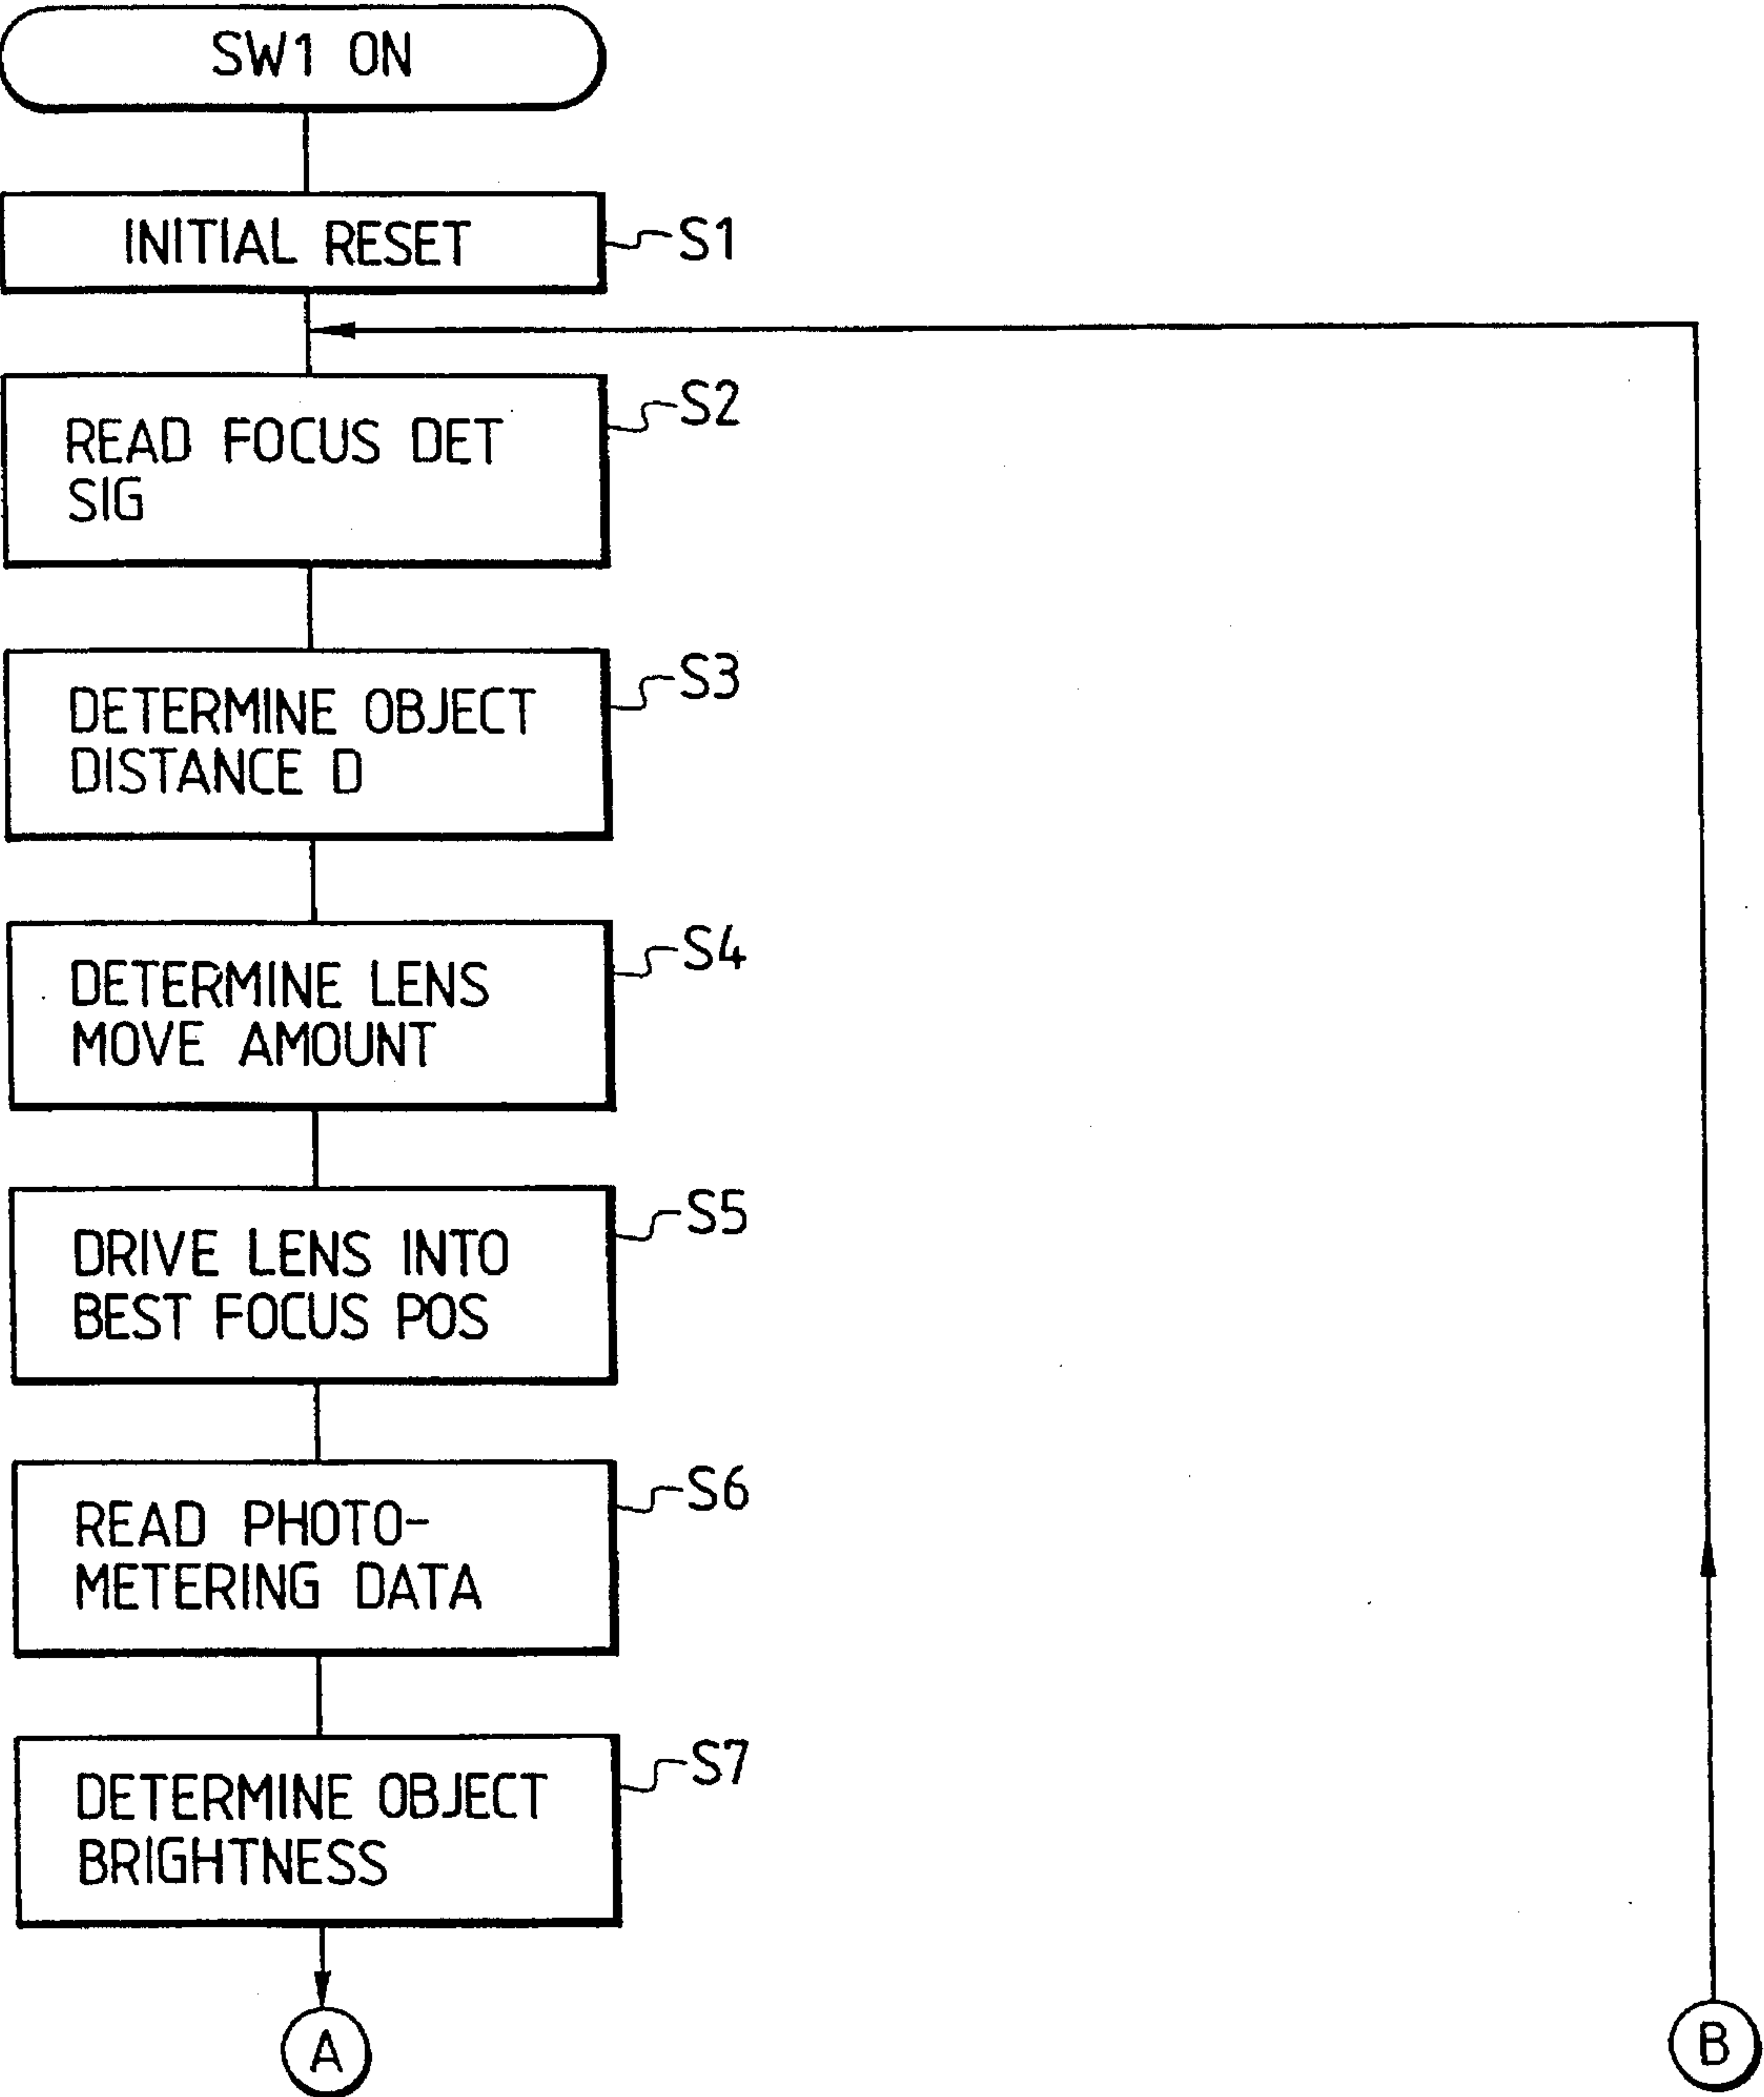 SW1 ON
INITIAL RESET
S1
READ FOCUS DET
SIG
S2
DETERMINE OBJECT
DISTANCE D
S3
DETERMINE LENS
MOVE AMOUNT
S4
DRIVE LENS INTO
BEST FOCUS POS
S5
READ PHOTO-
METERING DATA
S6
DETERMINE OBJECT
BRIGHTNESS
S7
A
B